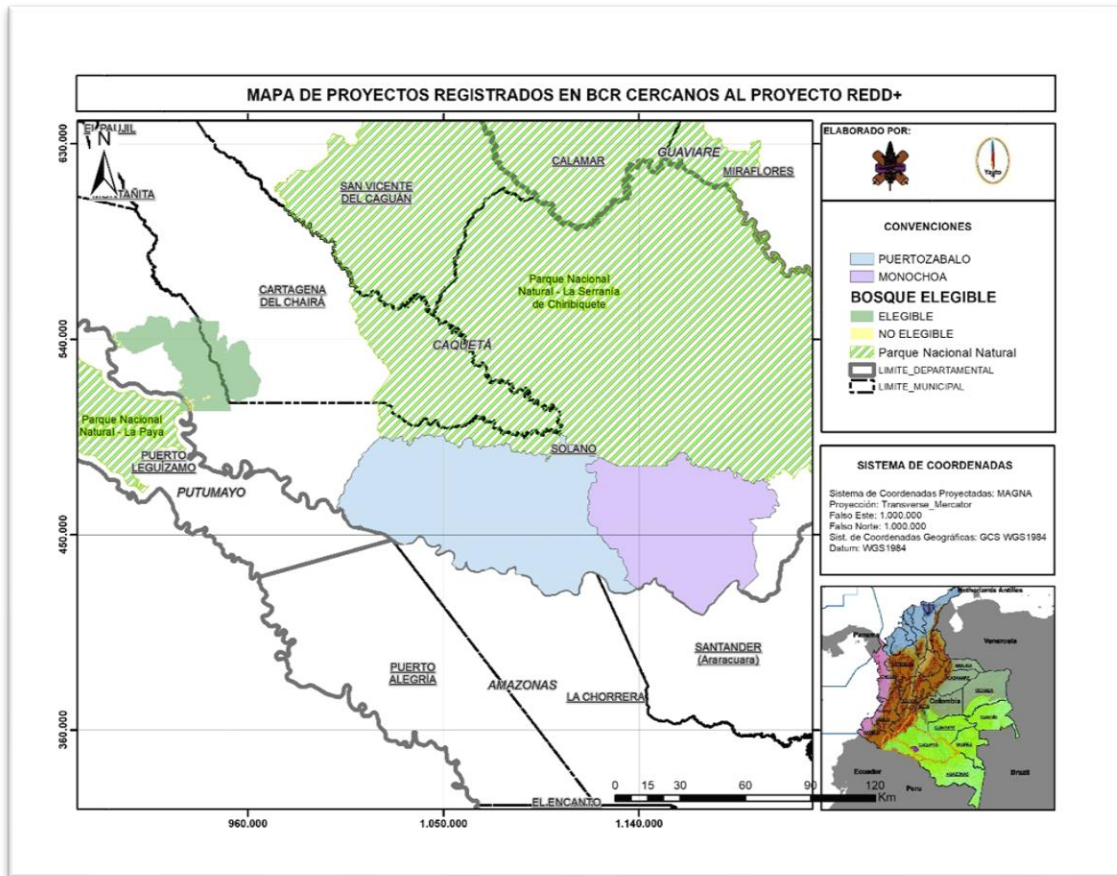 MAPA DE PROYECTOS REGISTRADOS EN BCR CERCANOS AL PROYECTO REDD+
630.000
540.000
450.000
360.000
960.000
1.050.000
1.140.000
N
CALAMAR
GUAVIARE
MIRAFLORES
SAN VICENTE
DEL CAGUÁN
CARTAGENA
DEL CHAIRÁ
Parque Nacional
Natural - La Serranía
de Chiribiquete
CAQUETÁ
Parque Nacional
Natural - La Paya
SOLANO
PUERTO
LEGUÍZAMO
PUTUMAYO
PUERTO
ALEGRÍA
AMAZONAS
LA CHORRERA
SANTANDER
(Araracuara)
EL ENCANTO
0 15 30 60 90 120
Km
ELABORADO POR:
Yauto
CONVENCIONES
PUERTOZABALO
MONOCHOA
BOSQUE ELEGIBLE
ELEGIBLE
NO ELEGIBLE
Parque Nacional Natural
LIMITE_DEPARTAMENTAL
LIMITE_MUNICIPAL
SISTEMA DE COORDENADAS
Sistema de Coordenadas Proyectadas: MAGNA
Proyección: Transverse_Mercator
Falso Este: 1.000.000
Falso Norte: 1.000.000
Sist. de Coordenadas Geográficas: GCS WGS1984
Datum: WGS1984
Netherlands Antilles
Panama
Venezuela
Colombia
Ecuador
Peru
Brazil